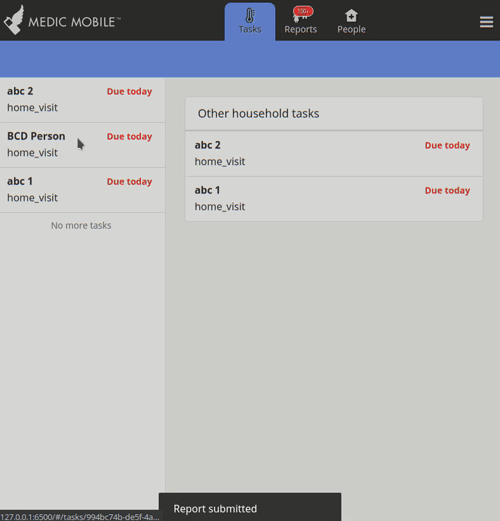 MEDIC MOBILE™
Tasks
100+
Reports
People
abc 2 Due today
home_visit
BCD Person Due today
home_visit
abc 1 Due today
home_visit
No more tasks
Other household tasks
abc 2 Due today
home_visit
abc 1 Due today
home_visit
Report submitted
127.0.0.1:6500/#/tasks/994bc74b-de5f-4a...